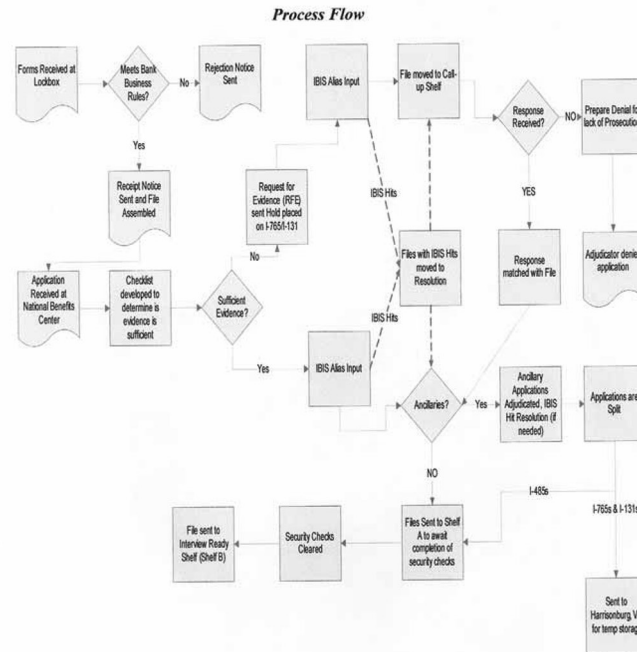 Process Flow
Forms Received at
Lockbox
Meets Bank
Business
Rules?
No
Rejection Notice
Sent
IBIS Alias Input
File moved to Call-
up Shelf
Response
Received?
NO
Prepare Denial fo
lack of Prosecution
Yes
Receipt Notice
Sent and File
Assembled
Request for
Evidence (RFE)
sent Hold placed
on I-765/I-131
IBIS Hits
YES
No
Application
Received at
National Benefits
Center
Checklist
developed to
determine is
evidence is
sufficient
Sufficient
Evidence?
Files with IBIS Hits
moved to
Resolution
Response
matched with File
Adjudicator denies
application
IBIS Hits
Yes
IBIS Alias Input
Ancillaries?
Yes
Ancillary
Applications
Adjudicated, IBIS
Hit Resolution (if
needed)
Applications are
Split
NO
I-485s
I-765s & I-131s
File sent to
Interview Ready
Shelf (Shelf B)
Security Checks
Cleared
Files Sent to Shelf
A to await
completion of
security checks
Sent to
Harrisonburg, V
for temp storag